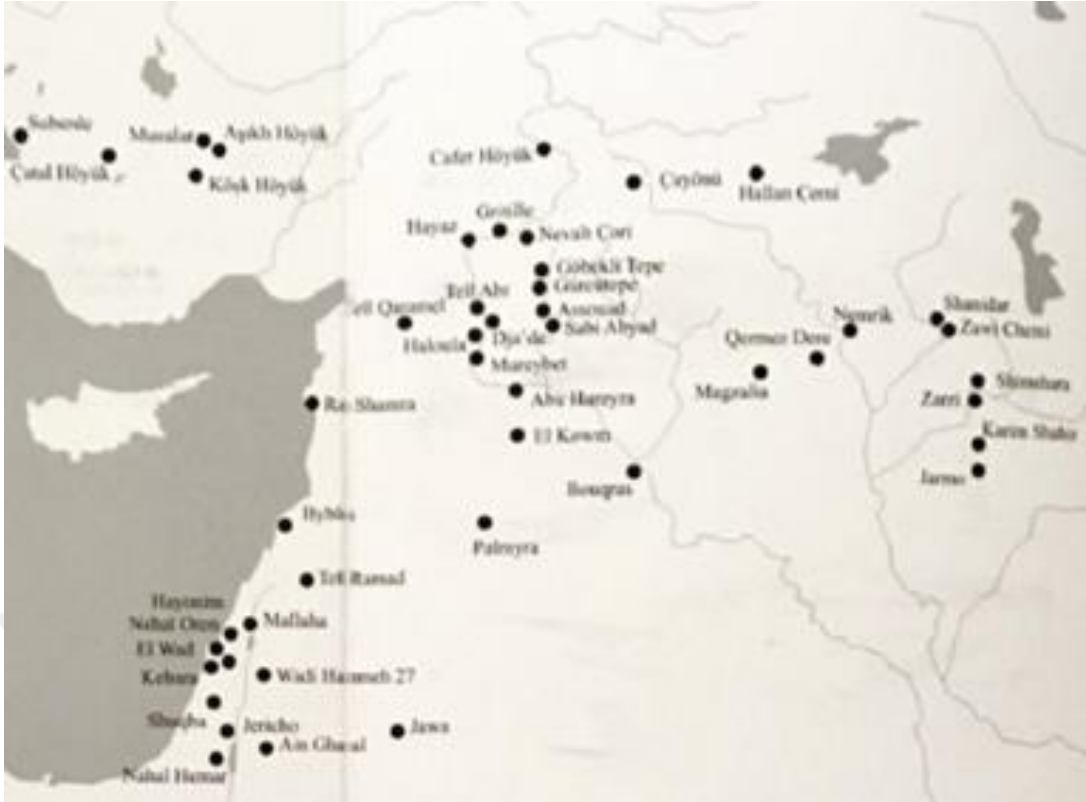 Suberde
Musular
Aşıklı Höyük
Çatal Höyük
Köşk Höyük
Cafer Höyük
Çayönü
Hallan Çemi
Gritille
Hayaz
Nevalı Çori
Göbekli Tepe
Gürcütepe
Tell Abr
ell Qaramel
Assouad
Sabi Abyad
Dja'de
Halula
Mureybet
Nemrik
Shanidar
Zawi Chemi
Qermez Dere
Magzalia
Shimshara
Zarzi
Ras Shamra
Abu Hureyra
El Kowm
Karim Shahir
Jarmo
Bouqras
Byblos
Palmyra
Tell Ramad
Hayonim
Nahal Oren
Mallaha
El Wad
Kebara
Wadi Hammeh 27
Shuqba
Jericho
Jawa
Ain Ghazal
Nahal Hemar